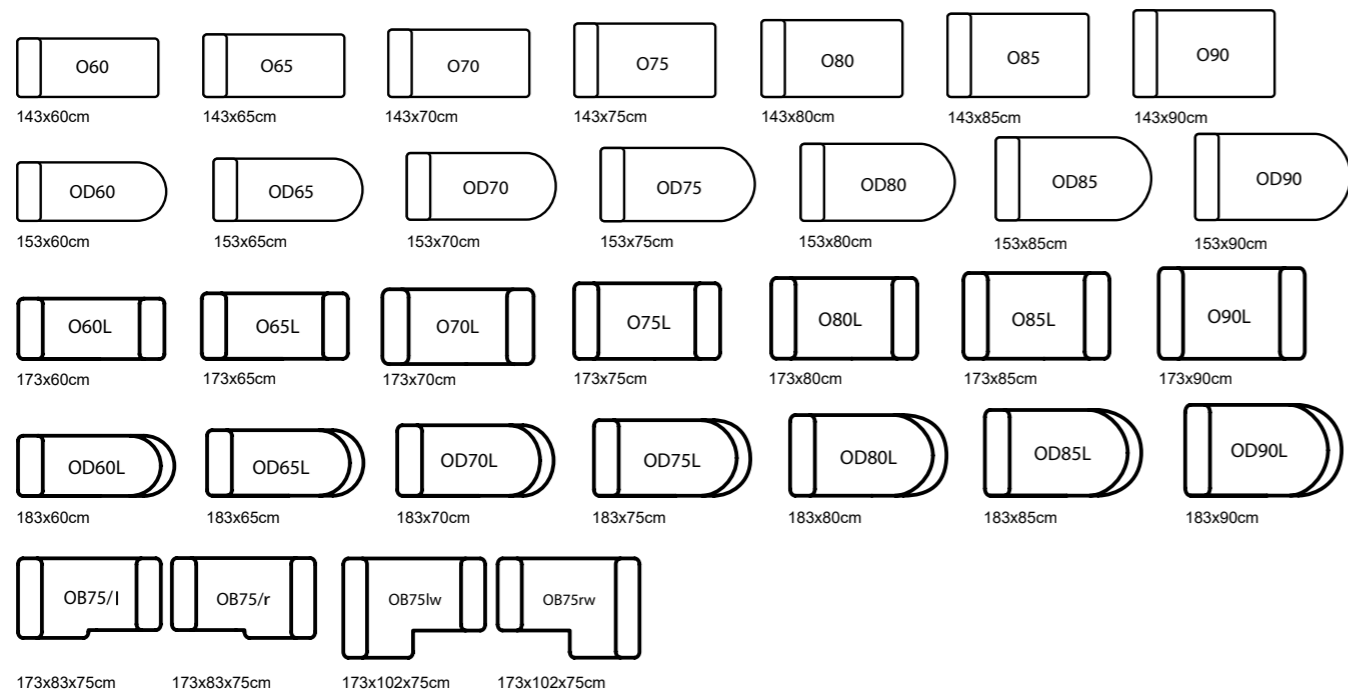 O60 O65 O70 O75 O80 O85 O90
143x60cm 143x65cm 143x70cm 143x75cm 143x80cm 143x85cm 143x90cm
OD60 OD65 OD70 OD75 OD80 OD85 OD90
153x60cm 153x65cm 153x70cm 153x75cm 153x80cm 153x85cm 153x90cm
O60L O65L O70L O75L O80L O85L O90L
173x60cm 173x65cm 173x70cm 173x75cm 173x80cm 173x85cm 173x90cm
OD60L OD65L OD70L OD75L OD80L OD85L OD90L
183x60cm 183x65cm 183x70cm 183x75cm 183x80cm 183x85cm 183x90cm
OB75/l OB75/r OB75lw OB75rw
173x83x75cm 173x83x75cm 173x102x75cm 173x102x75cm